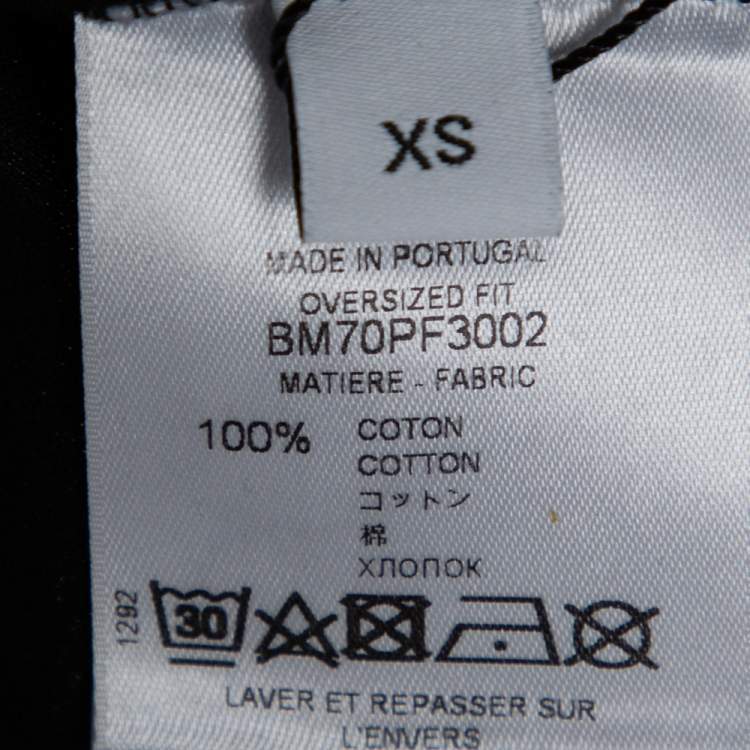 XS
MADE IN PORTUGAL
OVERSIZED FIT
BM70PF3002
MATIERE - FABRIC
100% COTON
COTTON
コットン
棉
ХЛОПОК
1292
30
LAVER ET REPASSER SUR
L'ENVERS